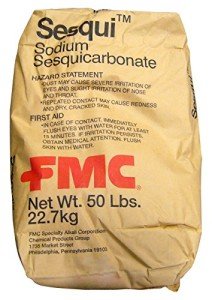 Sesqui™
Sodium
Sesquicarbonate
HAZARD STATEMENT
•DUST MAY CAUSE SEVERE IRRITATION OF
EYES AND SLIGHT IRRITATION OF NOSE
AND THROAT.
•REPEATED CONTACT MAY CAUSE REDNESS
AND DRY, CRACKED SKIN.
FIRST AID
•IN CASE OF CONTACT, IMMEDIATELY
FLUSH EYES WITH WATER FOR AT LEAST
15 MINUTES. IF IRRITATION PERSISTS,
OBTAIN MEDICAL ATTENTION. FLUSH
SKIN WITH WATER.
FMC
Net Wt. 50 Lbs.
22.7kg
FMC Specialty Alkali Corporation
Chemical Products Group
1735 Market Street
Philadelphia, Pennsylvania 19103